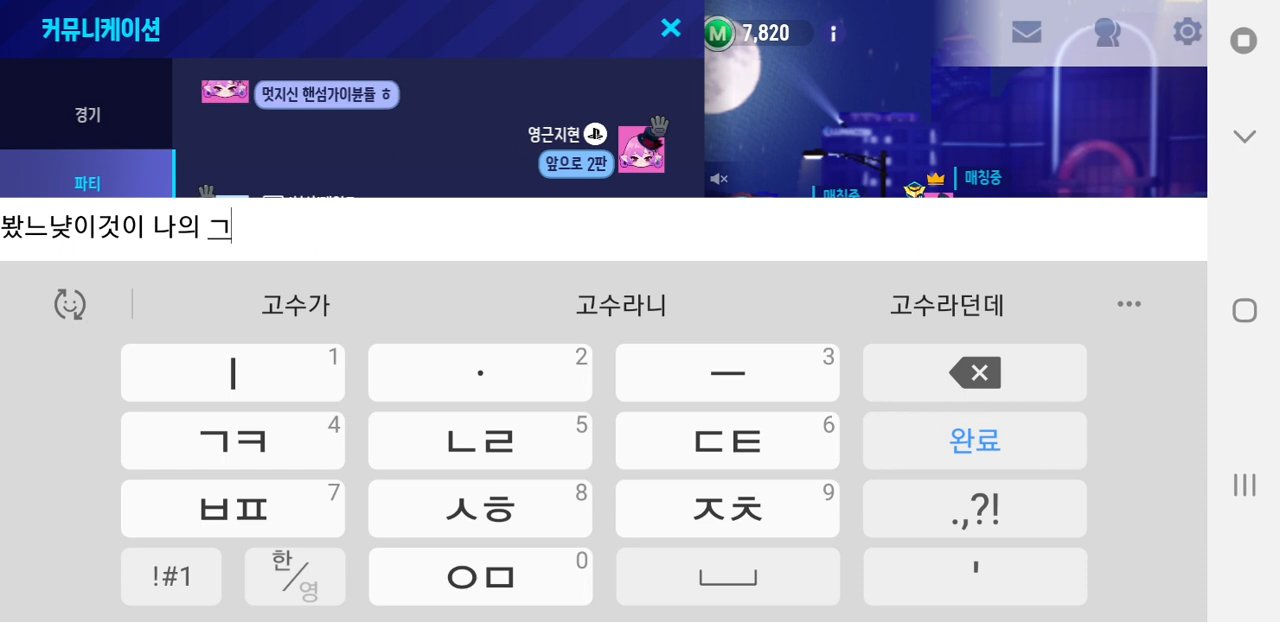 커뮤니케이션
M 7,820 i
경기
멋지신 핸섬가이뷷들 ㅎ
영근지현
앞으로 2판
파티
매칭중
매칭중
봤느냦이것이 나의 ㄱ
고수가 고수라니 고수라던데
ㅣ 1 · 2 ㅡ 3
ㄱㅋ 4 ㄴㄹ 5 ㄷㅌ 6 완료
ㅂㅍ 7 ㅅㅎ 8 ㅈㅊ 9 .,?!
!#1 한/영 ㅇㅁ 0 '